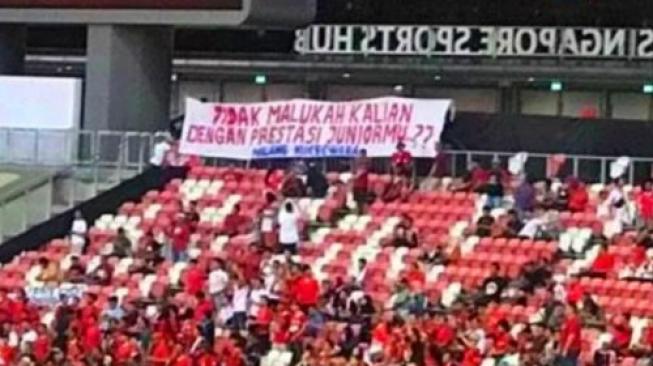 SINGAPORE SPORTS HUB
TIDAK MALUKAH KALIAN
DENGAN PRESTASI JUNIORMU ??